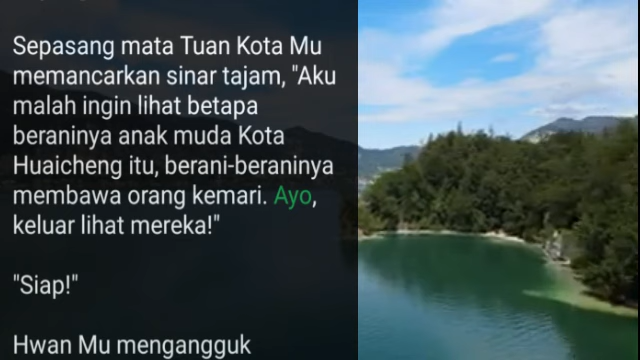 Sepasang mata Tuan Kota Mu
memancarkan sinar tajam, "Aku
malah ingin lihat betapa
beraninya anak muda Kota
Huaicheng itu, berani-beraninya
membawa orang kemari. Ayo,
keluar lihat mereka!"
"Siap!"
Hwan Mu mengangguk